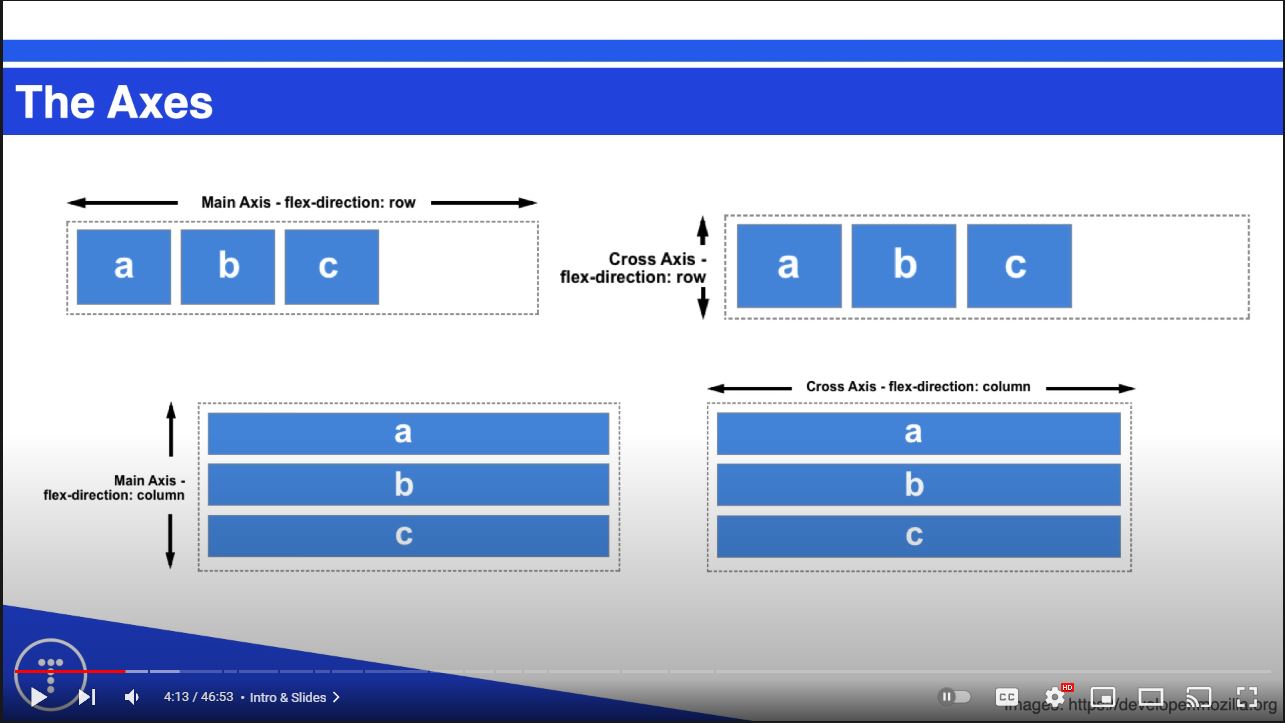 The Axes
Main Axis - flex-direction: row
a b c
Cross Axis -
flex-direction: row
a b c
Main Axis -
flex-direction: column
a
b
c
Cross Axis - flex-direction: column
a
b
c
4:13 / 46:53 • Intro & Slides
CC
HD
Images: https://developer.mozilla.org